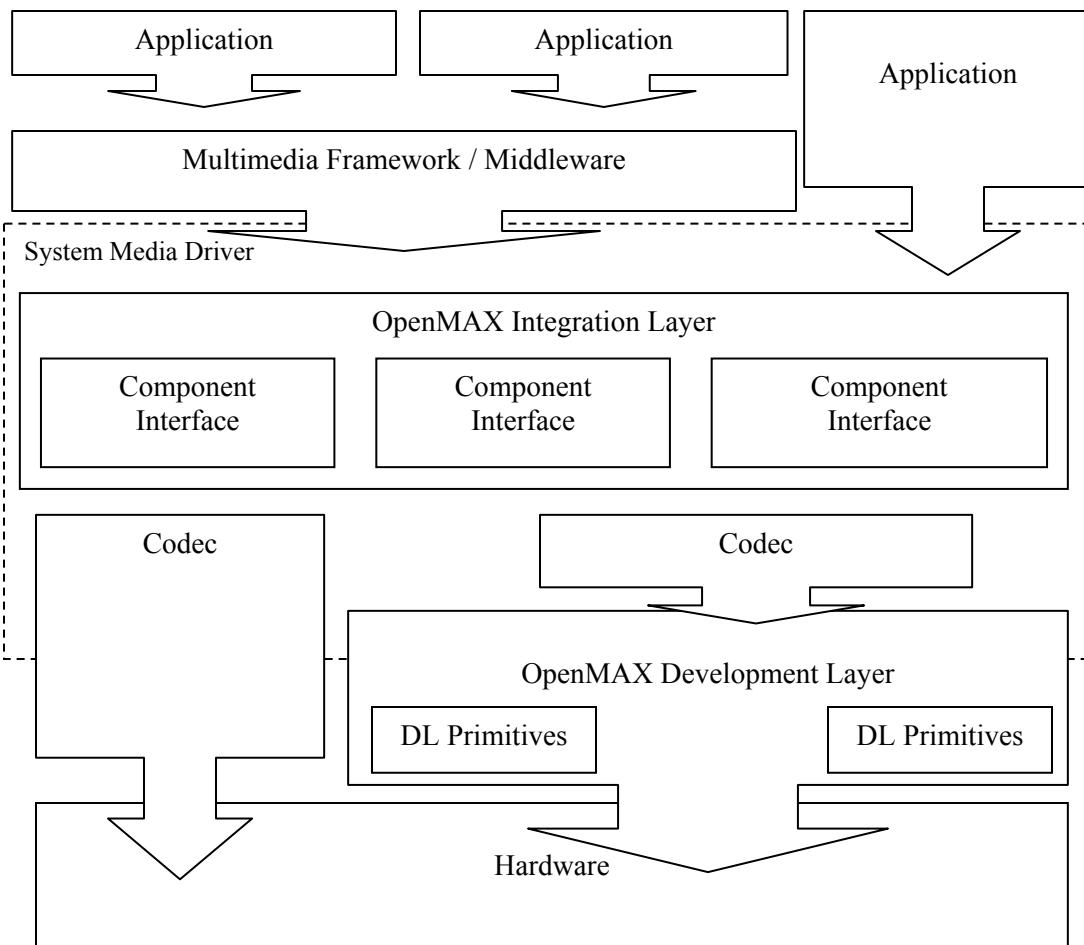 Application
Application
Application
Multimedia Framework / Middleware
System Media Driver
OpenMAX Integration Layer
Component
Interface
Component
Interface
Component
Interface
Codec
Codec
OpenMAX Development Layer
DL Primitives
DL Primitives
Hardware